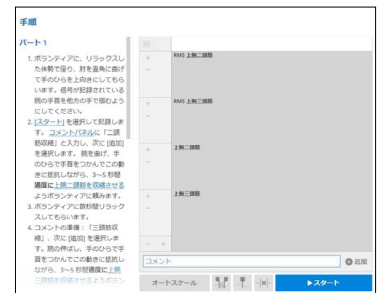 手順
パート 1
1. ボランティアに、リラックスし
た体勢で座り、肘を直角に曲げ
て手のひらを上向きにしてもら
います。信号が記録されている
腕の手首を他方の手で掴むよう
にしてください。
2. [スタート] を選択して記録しま
す。 コメントパネルに「二頭
筋収縮」と入力し、次に [追加]
を選択します。 腕を曲げ、手
のひらで手首をつかんでこの動
きに抵抗しながら、3~5 秒間
適度に上腕二頭筋を収縮させる
ようボランティアに頼みます。
3. ボランティアに数秒間リラック
スしてもらいます。
4. コメントの準備：「三頭筋収
縮」、次に [追加] を選択しま
す。腕の伸ばし、手のひらで手
首をつかんでこの動きに抵抗し
ながら、3~5 秒間適度に上腕
三頭筋を収縮させるようボラン
RMS 上腕二頭筋
RMS 上腕三頭筋
上腕二頭筋
上腕三頭筋
コメント
追加
オートスケール
スタート